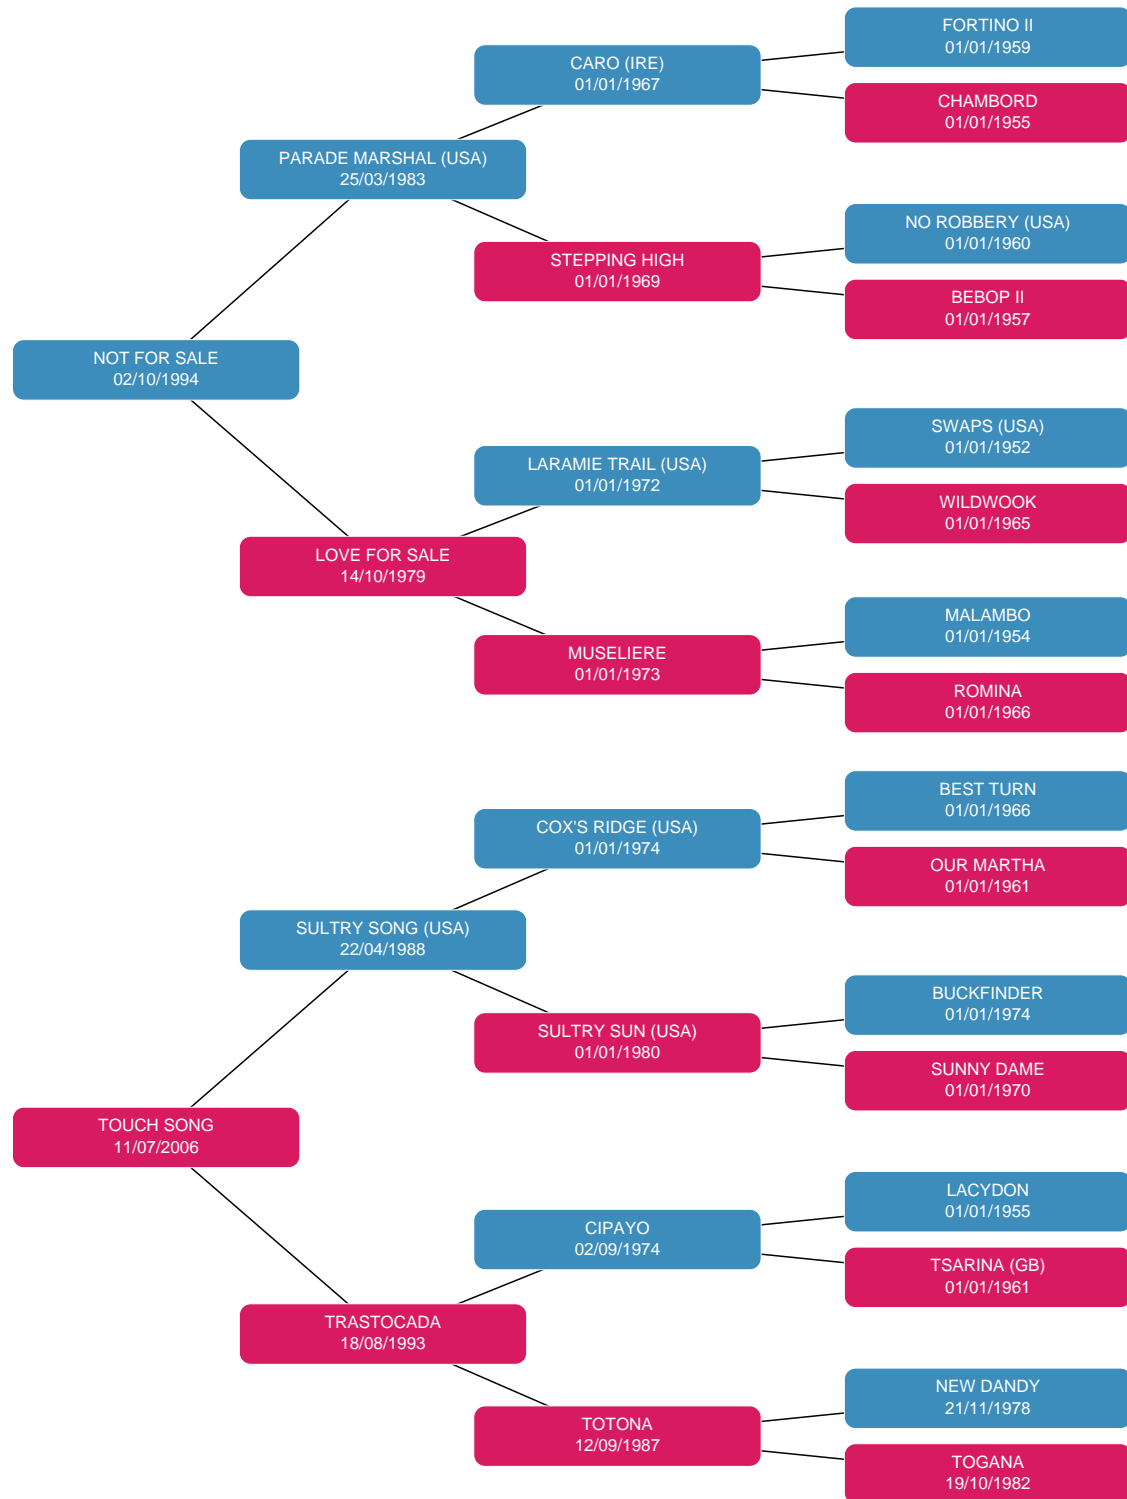 FORTINO II
01/01/1959
CARO (IRE)
01/01/1967
CHAMBORD
01/01/1955
PARADE MARSHAL (USA)
25/03/1983
NO ROBBERY (USA)
01/01/1960
STEPPING HIGH
01/01/1969
BEBOP II
01/01/1957
NOT FOR SALE
02/10/1994
SWAPS (USA)
01/01/1952
LARAMIE TRAIL (USA)
01/01/1972
WILDWOOK
01/01/1965
LOVE FOR SALE
14/10/1979
MALAMBO
01/01/1954
MUSELIERE
01/01/1973
ROMINA
01/01/1966
BEST TURN
01/01/1966
COX'S RIDGE (USA)
01/01/1974
OUR MARTHA
01/01/1961
SULTRY SONG (USA)
22/04/1988
BUCKFINDER
01/01/1974
SULTRY SUN (USA)
01/01/1980
SUNNY DAME
01/01/1970
TOUCH SONG
11/07/2006
LACYDON
01/01/1955
CIPAYO
02/09/1974
TSARINA (GB)
01/01/1961
TRASTOCADA
18/08/1993
NEW DANDY
21/11/1978
TOTONA
12/09/1987
TOGANA
19/10/1982